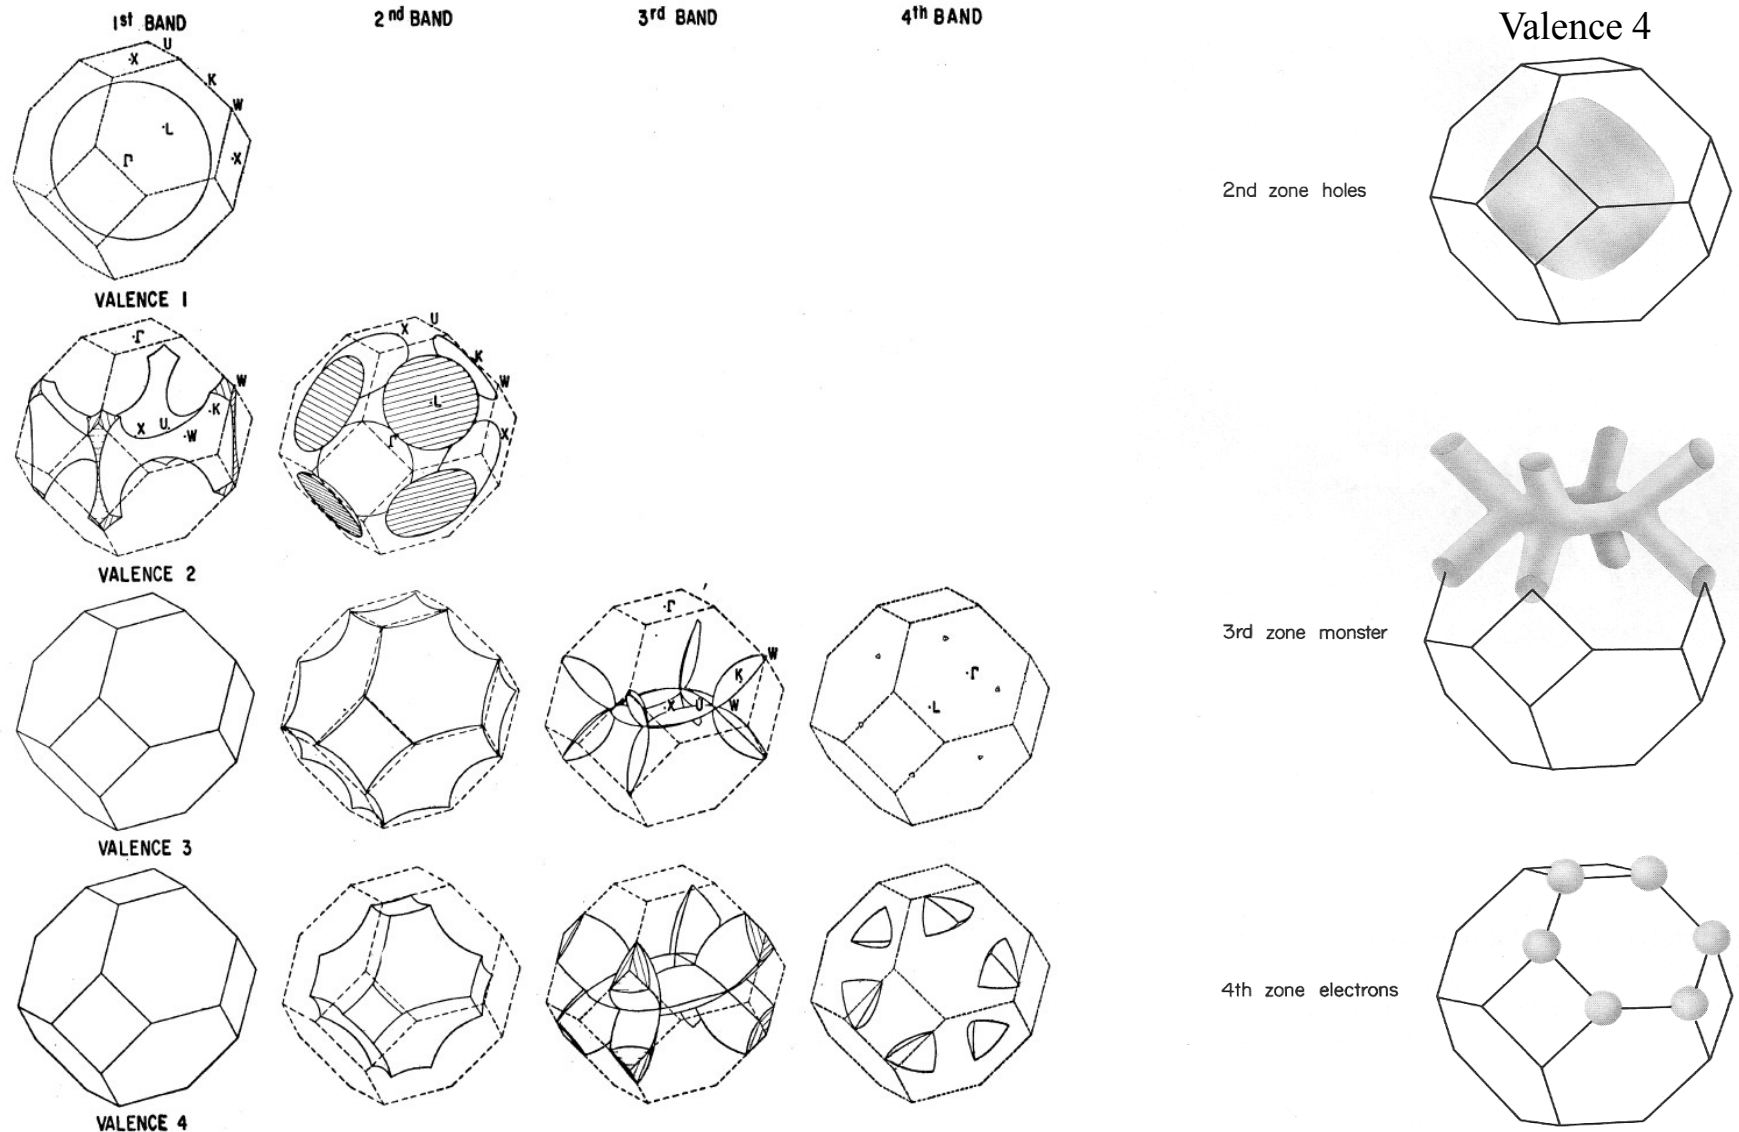 1st BAND
2nd BAND
3rd BAND
4th BAND
Valence 4
U
X
K
W
L
X
Γ
2nd zone holes
VALENCE 1
Γ
W
K
X U
W
U
X
K
W
L
Γ
X
VALENCE 2
Γ
W
K
X U W
Γ
L
3rd zone monster
VALENCE 3
4th zone electrons
VALENCE 4